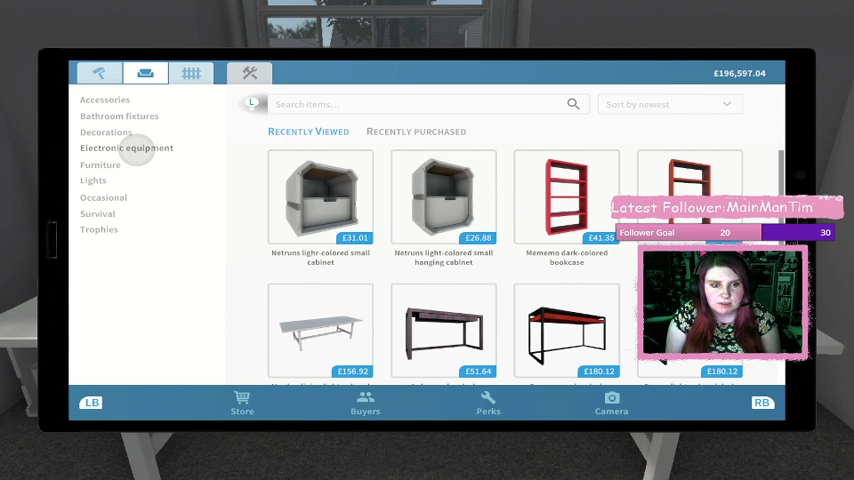 £196,597.04
Accessories
Bathroom fixtures
Decorations
Electronic equipment
Furniture
Lights
Occasional
Survival
Trophies
L
Search items...
Sort by newest
RECENTLY VIEWED
RECENTLY PURCHASED
£31.01
£26.88
£41.35
Netruns lighr-colored small
cabinet
Netruns light-colored small
hanging cabinet
Mememo dark-colored
bookcase
Latest Follower:MainManTim
Follower Goal 20 30
£156.92
£51.64
£180.12
£180.12
LB
Store
Buyers
Perks
Camera
RB